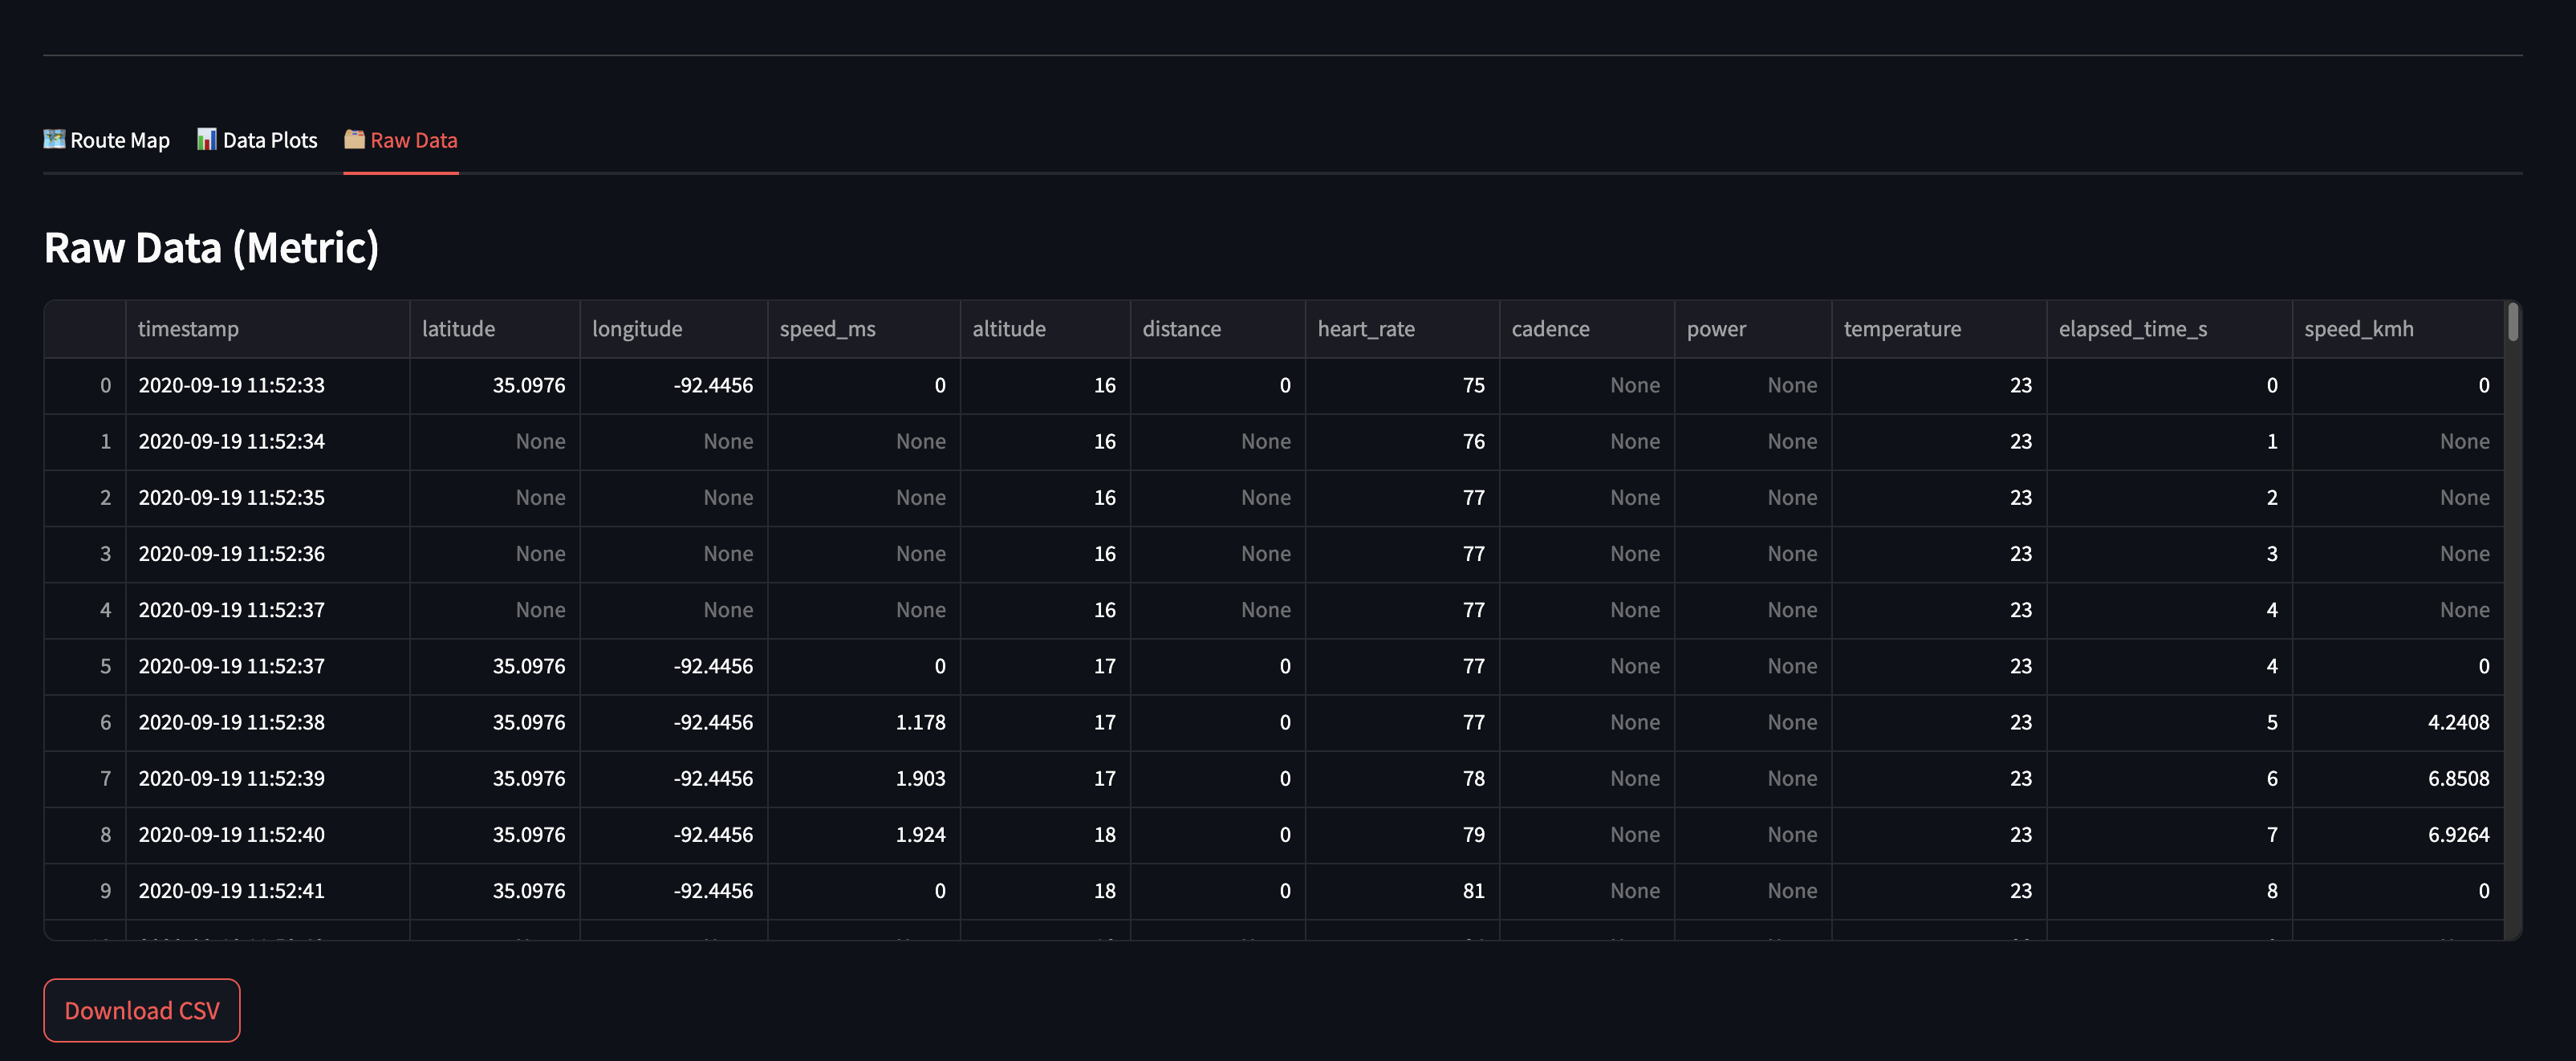 Route Map Data Plots Raw Data
Raw Data (Metric)
timestamp latitude longitude speed_ms altitude distance heart_rate cadence power temperature elapsed_time_s speed_kmh
0 2020-09-19 11:52:33 35.0976 -92.4456 0 16 0 75 None None 23 0 0
1 2020-09-19 11:52:34 None None None 16 None 76 None None 23 1 None
2 2020-09-19 11:52:35 None None None 16 None 77 None None 23 2 None
3 2020-09-19 11:52:36 None None None 16 None 77 None None 23 3 None
4 2020-09-19 11:52:37 None None None 16 None 77 None None 23 4 None
5 2020-09-19 11:52:37 35.0976 -92.4456 0 17 0 77 None None 23 4 0
6 2020-09-19 11:52:38 35.0976 -92.4456 1.178 17 0 77 None None 23 5 4.2408
7 2020-09-19 11:52:39 35.0976 -92.4456 1.903 17 0 78 None None 23 6 6.8508
8 2020-09-19 11:52:40 35.0976 -92.4456 1.924 18 0 79 None None 23 7 6.9264
9 2020-09-19 11:52:41 35.0976 -92.4456 0 18 0 81 None None 23 8 0
Download CSV